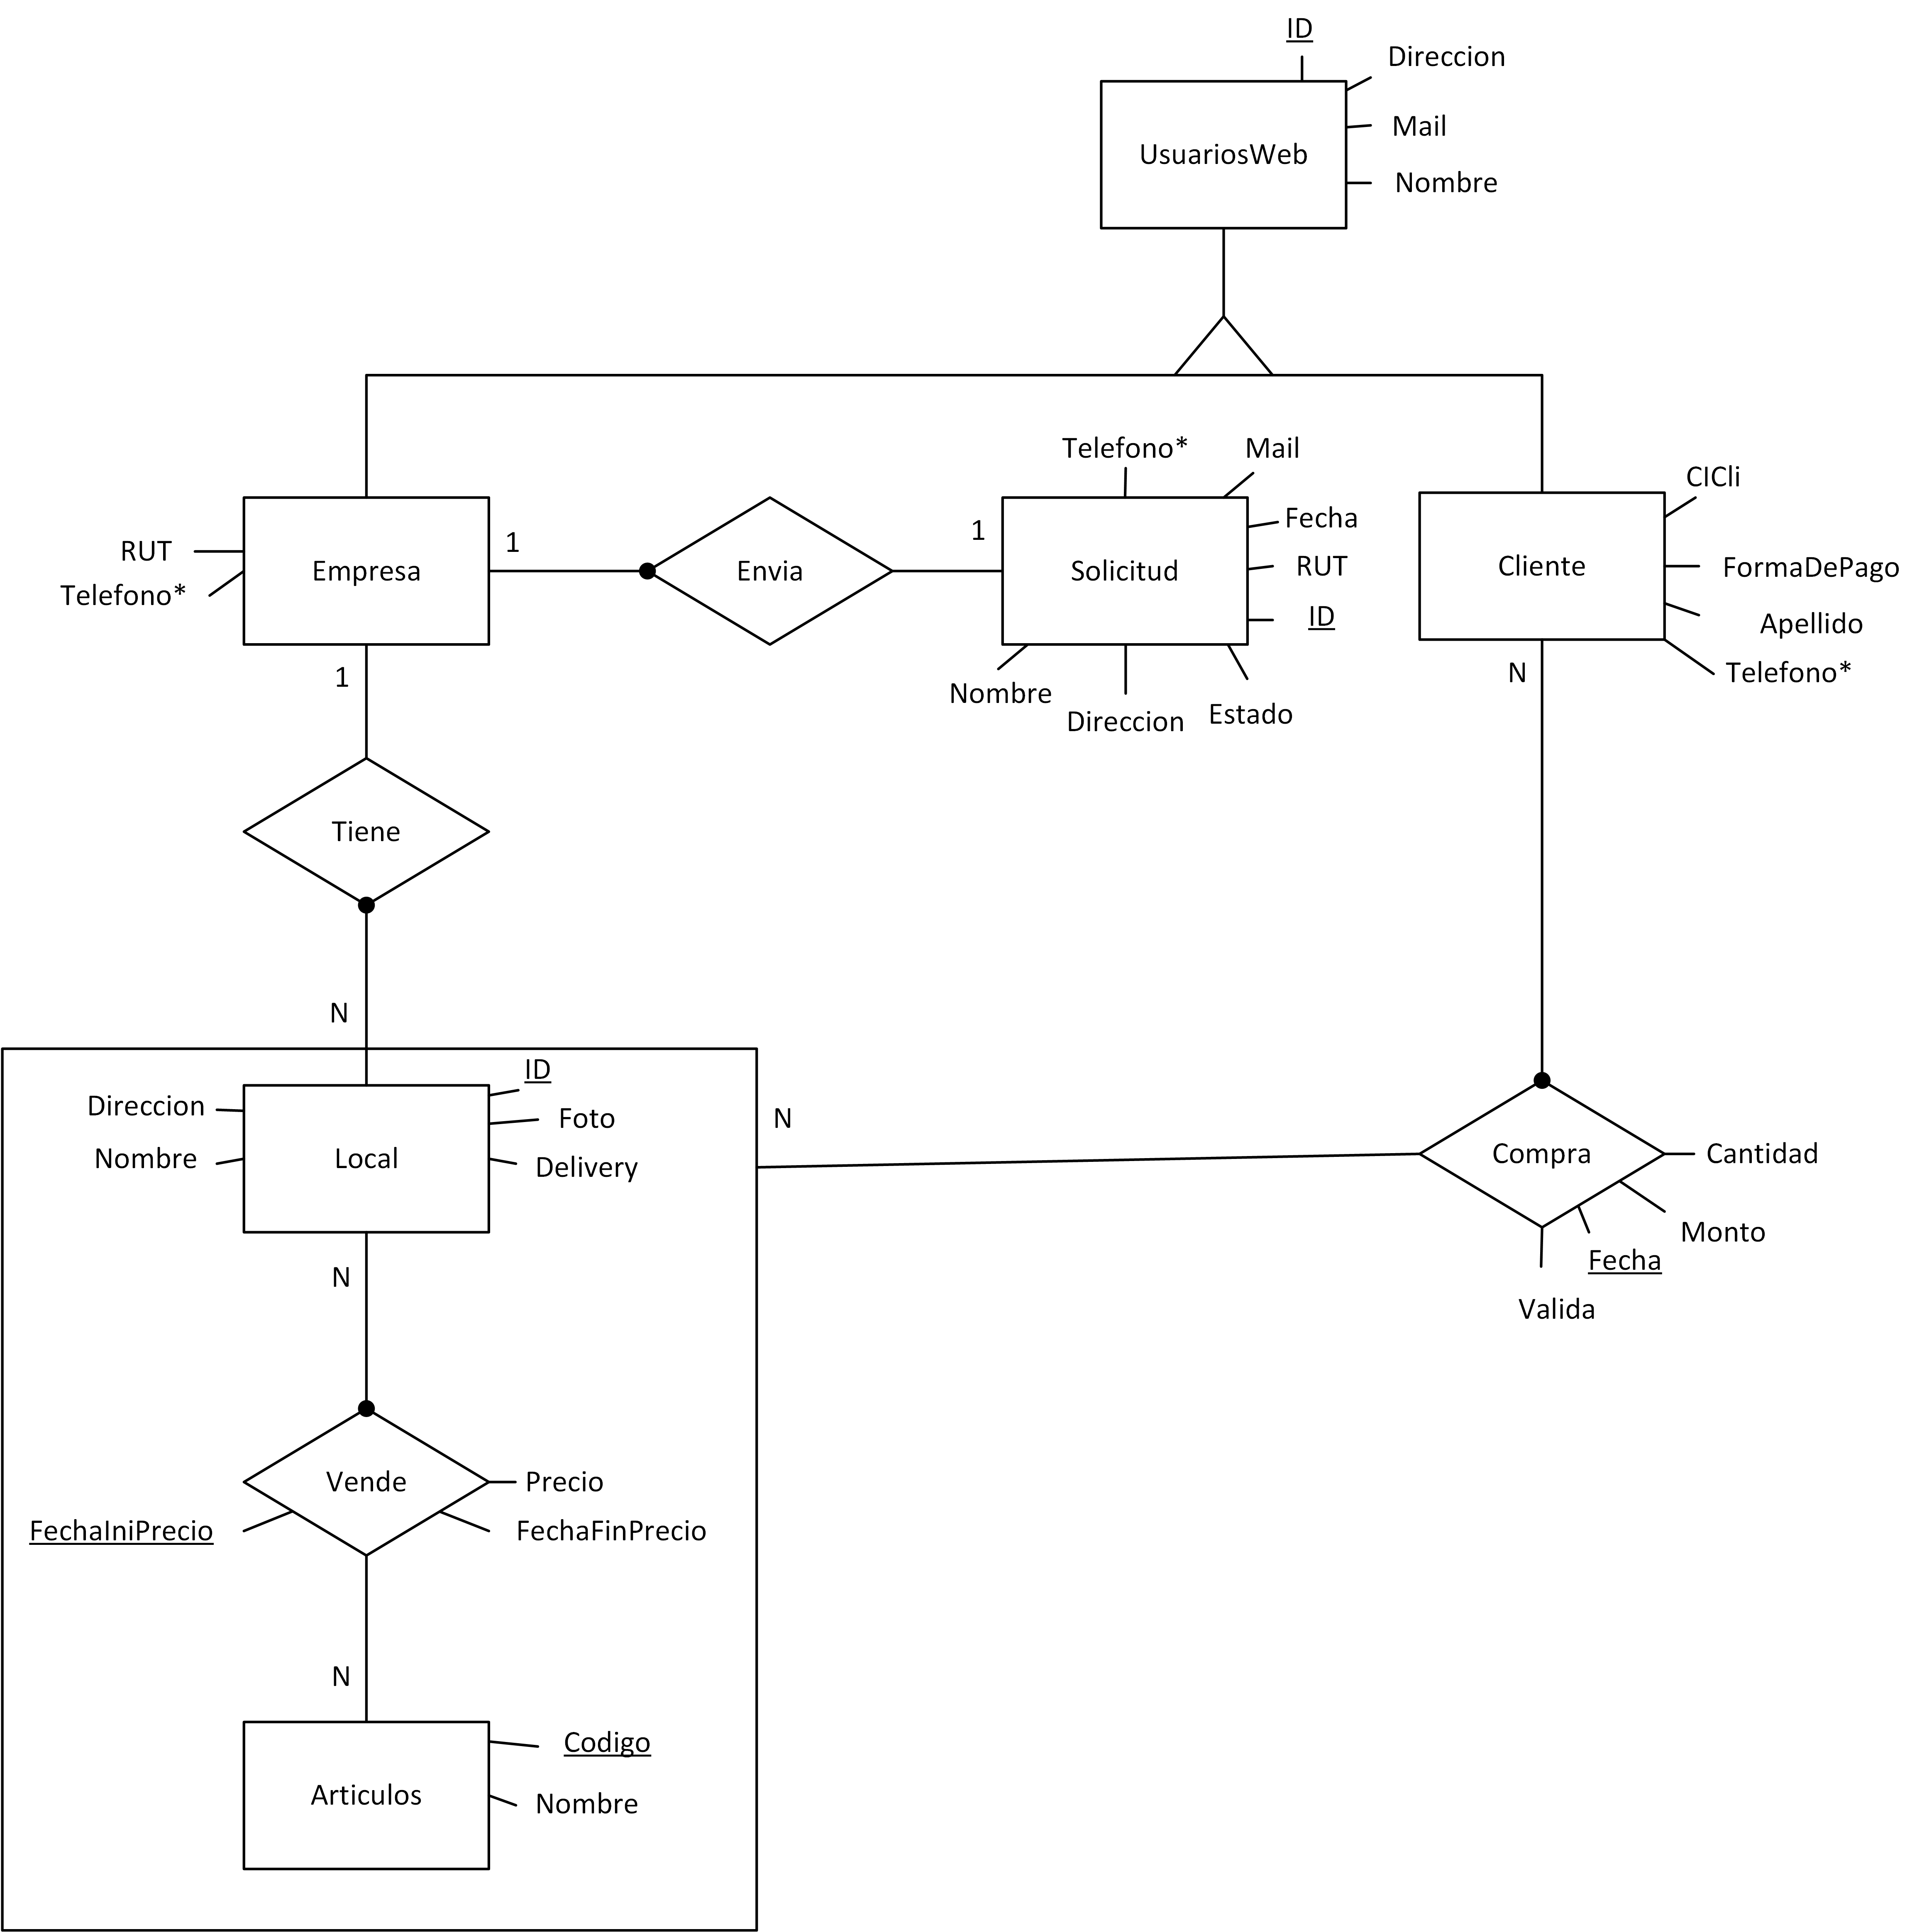 ID
Direccion
Mail
UsuariosWeb
Nombre
Telefono*
Mail
CICli
Fecha
1
1
RUT
Empresa
Envia
Solicitud
RUT
Cliente
FormaDePago
Telefono*
ID
Apellido
Telefono*
N
1
Nombre
Direccion
Estado
Tiene
N
ID
Direccion
Foto
N
Nombre
Local
Delivery
Compra
Cantidad
Monto
Fecha
N
Valida
Vende
Precio
FechaIniPrecio
FechaFinPrecio
N
Codigo
Articulos
Nombre